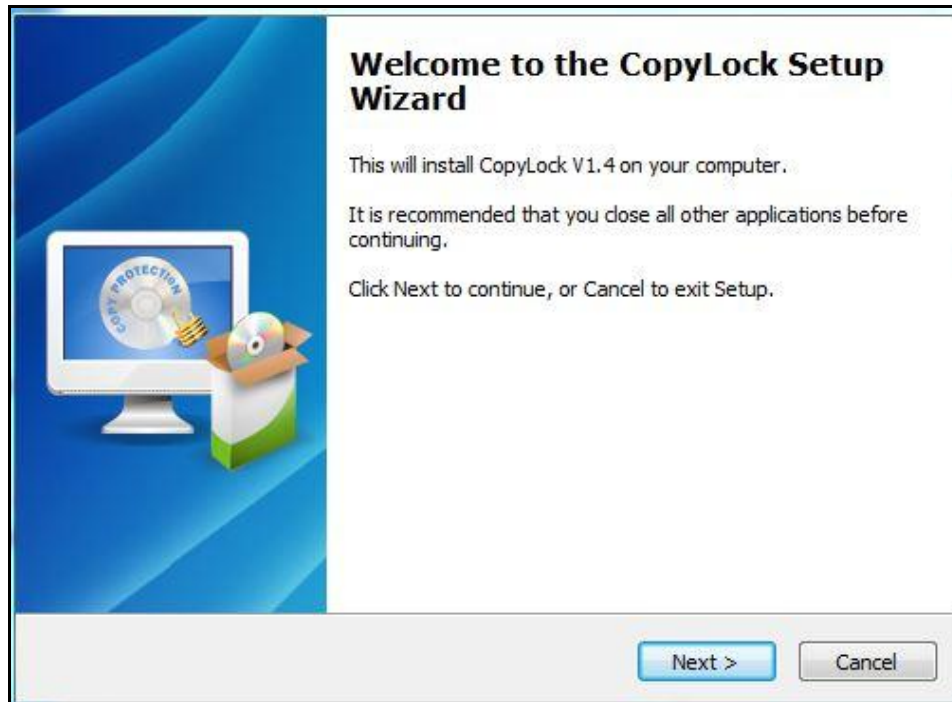 Welcome to the CopyLock Setup
Wizard
This will install CopyLock V1.4 on your computer.
It is recommended that you close all other applications before
continuing.
Click Next to continue, or Cancel to exit Setup.
COPY PROTECTION
Next >
Cancel